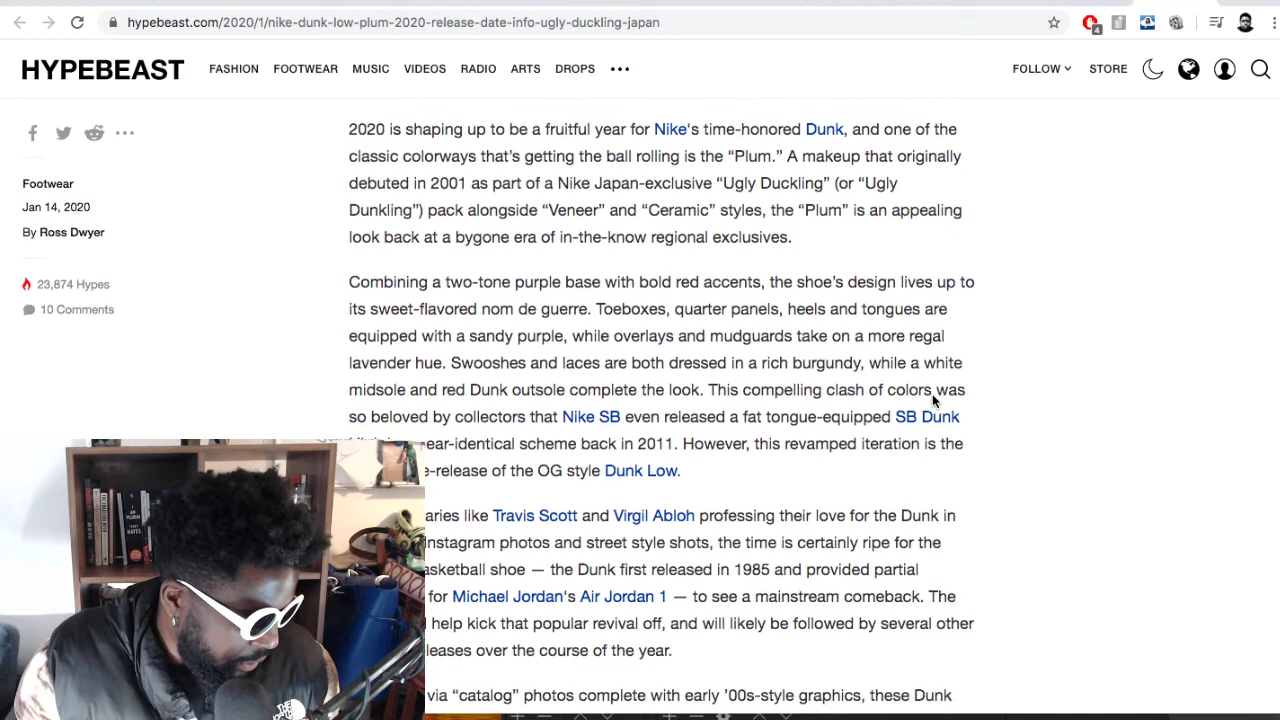 hypebeast.com/2020/1/nike-dunk-low-plum-2020-release-date-info-ugly-duckling-japan
4
HYPEBEAST FASHION FOOTWEAR MUSIC VIDEOS RADIO ARTS DROPS ••• FOLLOW STORE
Footwear
Jan 14, 2020
By Ross Dwyer
23,874 Hypes
10 Comments
2020 is shaping up to be a fruitful year for Nike‘s time-honored Dunk, and one of the
classic colorways that’s getting the ball rolling is the “Plum.” A makeup that originally
debuted in 2001 as part of a Nike Japan-exclusive “Ugly Duckling” (or “Ugly
Dunkling”) pack alongside “Veneer” and “Ceramic” styles, the “Plum” is an appealing
look back at a bygone era of in-the-know regional exclusives.
Combining a two-tone purple base with bold red accents, the shoe’s design lives up to
its sweet-flavored nom de guerre. Toeboxes, quarter panels, heels and tongues are
equipped with a sandy purple, while overlays and mudguards take on a more regal
lavender hue. Swooshes and laces are both dressed in a rich burgundy, while a white
midsole and red Dunk outsole complete the look. This compelling clash of colors was
so beloved by collectors that Nike SB even released a fat tongue-equipped SB Dunk
ear-identical scheme back in 2011. However, this revamped iteration is the
e-release of the OG style Dunk Low.
aries like Travis Scott and Virgil Abloh professing their love for the Dunk in
nstagram photos and street style shots, the time is certainly ripe for the
asketball shoe — the Dunk first released in 1985 and provided partial
for Michael Jordan‘s Air Jordan 1 — to see a mainstream comeback. The
help kick that popular revival off, and will likely be followed by several other
leases over the course of the year.
via “catalog” photos complete with early ’00s-style graphics, these Dunk